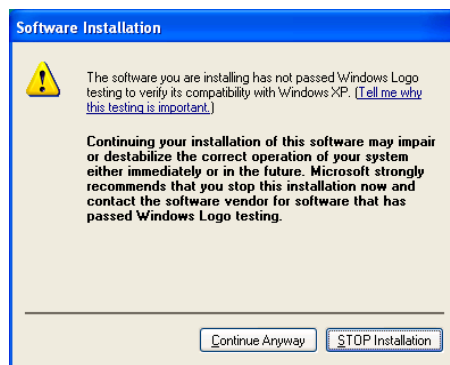 Software Installation
The software you are installing has not passed Windows Logo
testing to verify its compatibility with Windows XP. (Tell me why
this testing is important.)
Continuing your installation of this software may impair
or destabilize the correct operation of your system
either immediately or in the future. Microsoft strongly
recommends that you stop this installation now and
contact the software vendor for software that has
passed Windows Logo testing.
Continue Anyway
STOP Installation